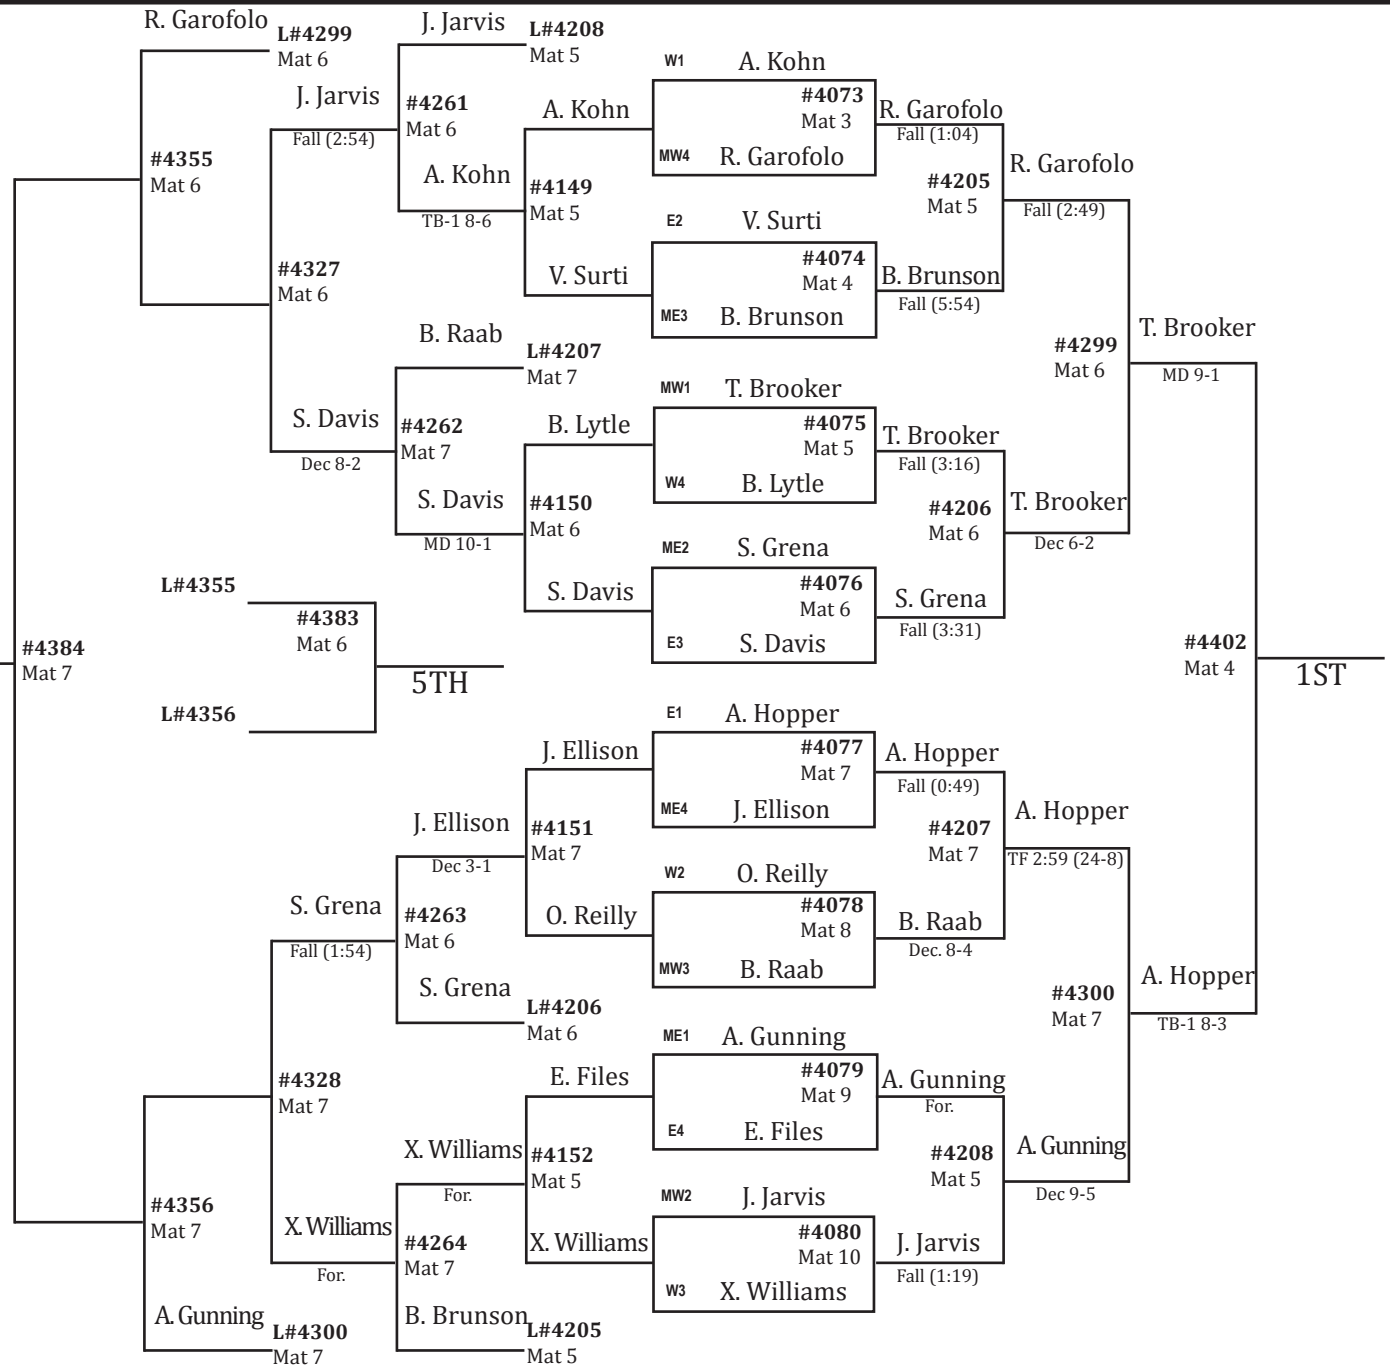 R. Garofolo
L#4299
Mat 6
J. Jarvis
Fall (2:54)
#4355
Mat 6
#4327
Mat 6
S. Davis
Dec 8-2
J. Jarvis
L#4208
Mat 5
#4261
Mat 6
A. Kohn
TB-1 8-6
B. Raab
L#4207
Mat 7
#4262
Mat 7
S. Davis
MD 10-1
A. Kohn
#4149
Mat 5
V. Surti
B. Lytle
#4150
Mat 6
S. Davis
W1 A. Kohn
#4073
Mat 3
MW4 R. Garofolo
E2 V. Surti
#4074
Mat 4
ME3 B. Brunson
MW1 T. Brooker
#4075
Mat 5
W4 B. Lytle
ME2 S. Grena
#4076
Mat 6
E3 S. Davis
R. Garofolo
Fall (1:04)
#4205
Mat 5
B. Brunson
Fall (5:54)
T. Brooker
Fall (3:16)
#4206
Mat 6
S. Grena
Fall (3:31)
R. Garofolo
Fall (2:49)
#4299
Mat 6
T. Brooker
Dec 6-2
T. Brooker
MD 9-1
#4402
Mat 4
1ST
L#4355
#4383
Mat 6
5TH
L#4356
#4384
Mat 7
E1 A. Hopper
#4077
Mat 7
ME4 J. Ellison
W2 O. Reilly
#4078
Mat 8
MW3 B. Raab
ME1 A. Gunning
#4079
Mat 9
E4 E. Files
MW2 J. Jarvis
#4080
Mat 10
W3 X. Williams
A. Hopper
Fall (0:49)
#4207
Mat 7
B. Raab
Dec. 8-4
A. Gunning
For.
#4208
Mat 5
J. Jarvis
Fall (1:19)
A. Hopper
TF 2:59 (24-8)
#4300
Mat 7
A. Gunning
Dec 9-5
A. Hopper
TB-1 8-3
J. Ellison
#4151
Mat 7
O. Reilly
E. Files
#4152
Mat 5
X. Williams
J. Ellison
Dec 3-1
#4263
Mat 6
S. Grena
L#4206
Mat 6
X. Williams
For.
#4264
Mat 7
B. Brunson
L#4205
Mat 5
S. Grena
Fall (1:54)
#4328
Mat 7
X. Williams
For.
#4356
Mat 7
A. Gunning
L#4300
Mat 7